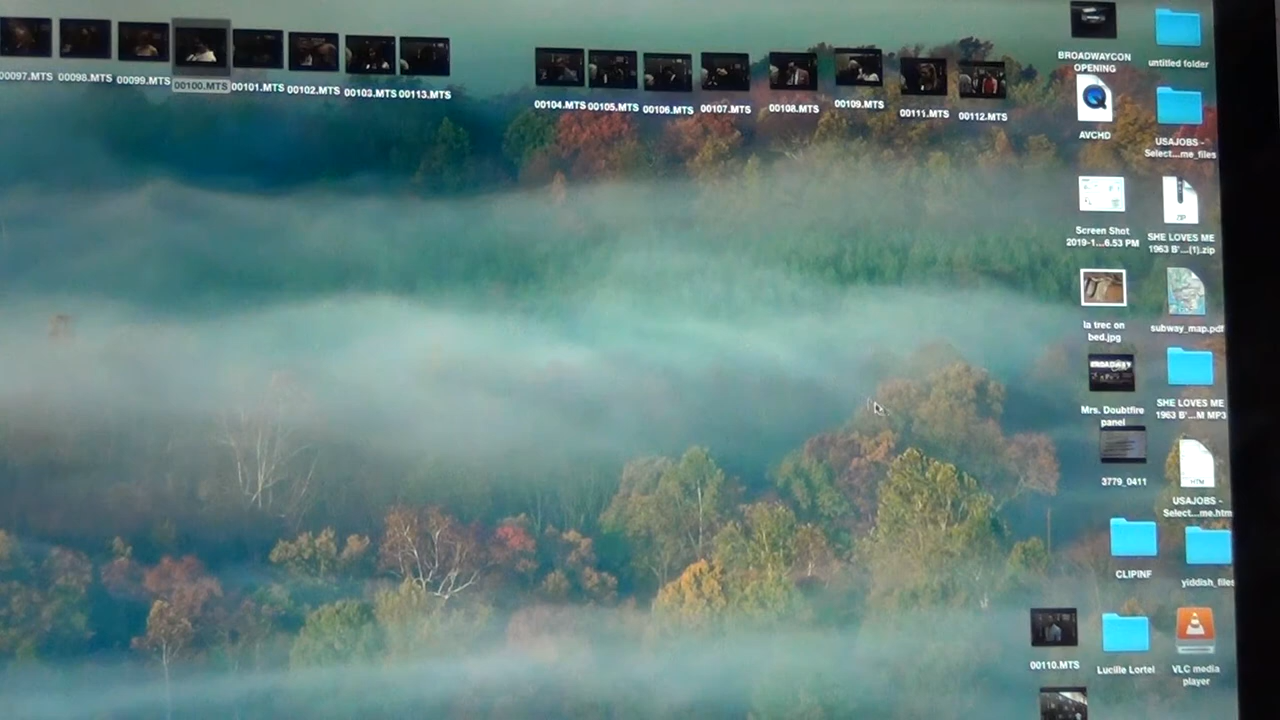 00097.MTS
00098.MTS
00099.MTS
00100.MTS
00101.MTS
00102.MTS
00103.MTS
00113.MTS
00104.MTS
00105.MTS
00106.MTS
00107.MTS
00108.MTS
00109.MTS
00111.MTS
00112.MTS
BROADWAYCON
OPENING
untitled folder
AVCHD
USAJOBS -
Select...me_files
Screen Shot
2019-1...6.53 PM
ZIP
SHE LOVES ME
1963 B'...(1).zip
la trec on
bed.jpg
subway_map.pdf
BROADWAY
Mrs. Doubtfire
panel
SHE LOVES ME
1963 B'...M MP3
3779_0411
HTM
USAJOBS -
Select...me.htm
CLIPINF
yiddish_files
00110.MTS
Lucille Lortel
VLC media
player